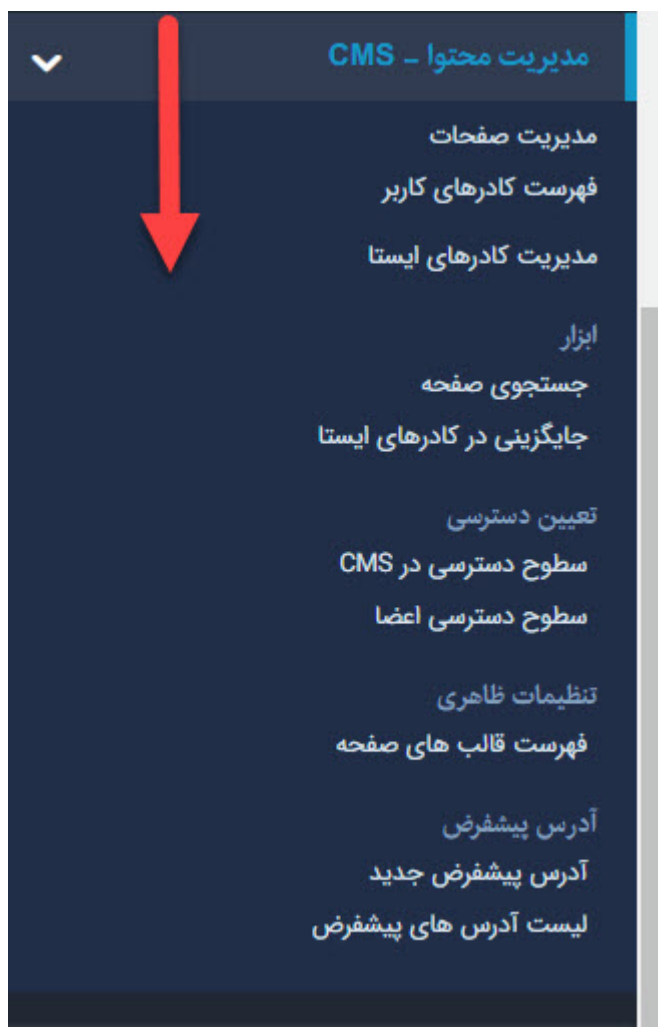 مدیریت محتوا - CMS
مدیریت صفحات
فهرست کادرهای کاربر
مدیریت کادرهای ایستا
ابزار
جستجوی صفحه
جایگزینی در کادرهای ایستا
تعیین دسترسی
سطوح دسترسی در CMS
سطوح دسترسی اعضا
تنظیمات ظاهری
فهرست قالب های صفحه
آدرس پیشفرض
آدرس پیشفرض جدید
لیست آدرس های پیشفرض